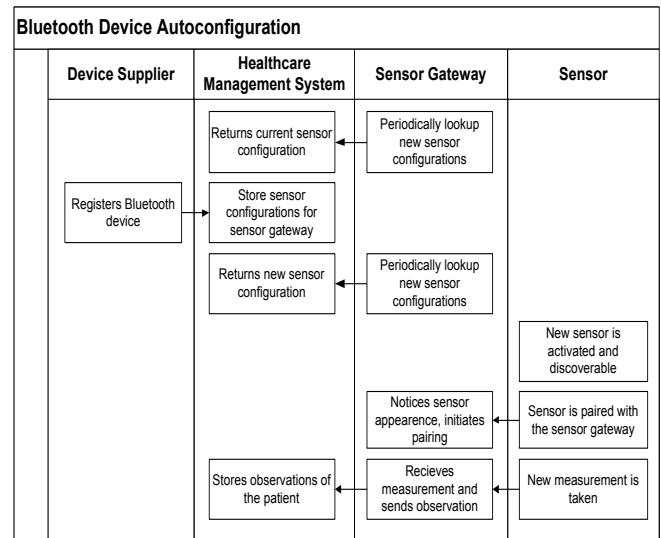 Bluetooth Device Autoconfiguration
Device Supplier
Healthcare
Management System
Sensor Gateway
Sensor
Returns current sensor
configuration
Periodically lookup
new sensor
configurations
Registers Bluetooth
device
Store sensor
configurations for
sensor gateway
Returns new sensor
configuration
Periodically lookup
new sensor
configurations
New sensor is
activated and
discoverable
Notices sensor
appearence, initiates
pairing
Sensor is paired with
the sensor gateway
Stores observations of
the patient
Recieves
measurement and
sends observation
New measurement is
taken